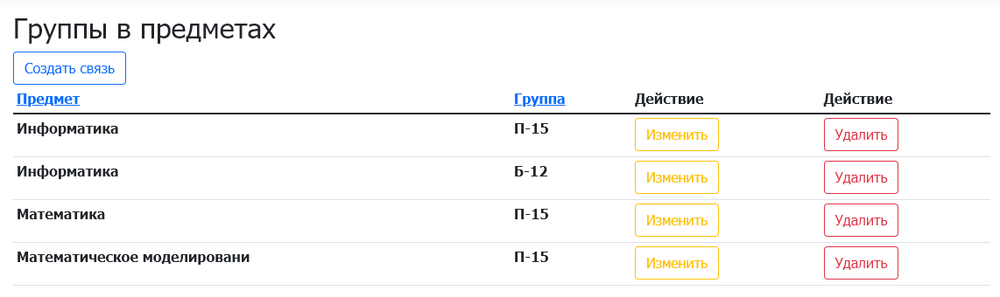 Группы в предметах
Создать связь
Предмет Группа Действие Действие
Информатика П-15 Изменить Удалить
Информатика Б-12 Изменить Удалить
Математика П-15 Изменить Удалить
Математическое моделировани П-15 Изменить Удалить